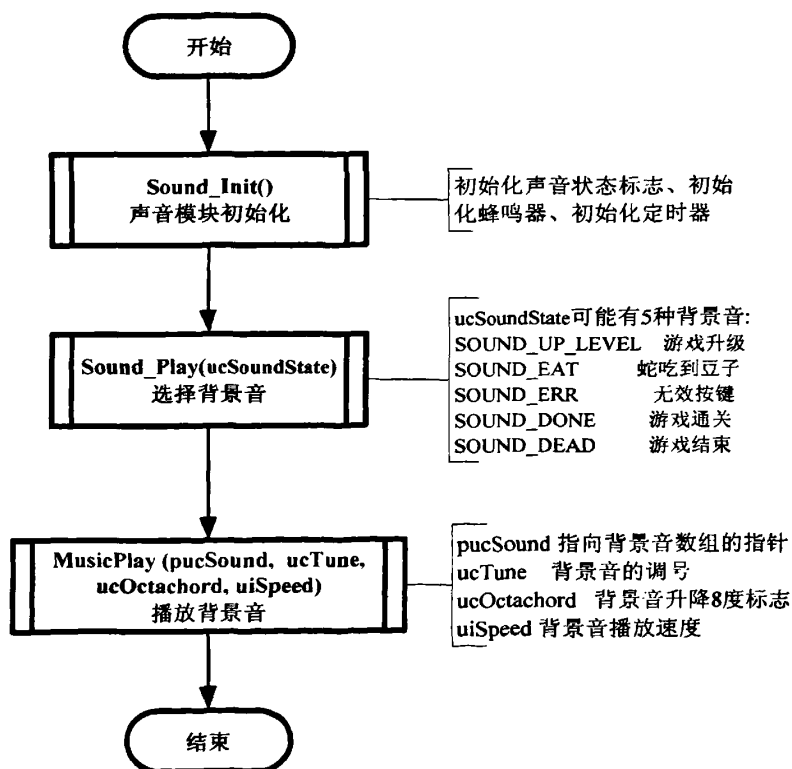 开始
Sound_Init()
声音模块初始化
初始化声音状态标志、初始
化蜂鸣器、初始化定时器
Sound_Play(ucSoundState)
选择背景音
ucSoundState可能有5种背景音:
SOUND_UP_LEVEL 游戏升级
SOUND_EAT 蛇吃到豆子
SOUND_ERR 无效按键
SOUND_DONE 游戏通关
SOUND_DEAD 游戏结束
MusicPlay (pucSound, ucTune,
ucOctachord, uiSpeed)
播放背景音
pucSound 指向背景音数组的指针
ucTune 背景音的调号
ucOctachord 背景音升降8度标志
uiSpeed 背景音播放速度
结束